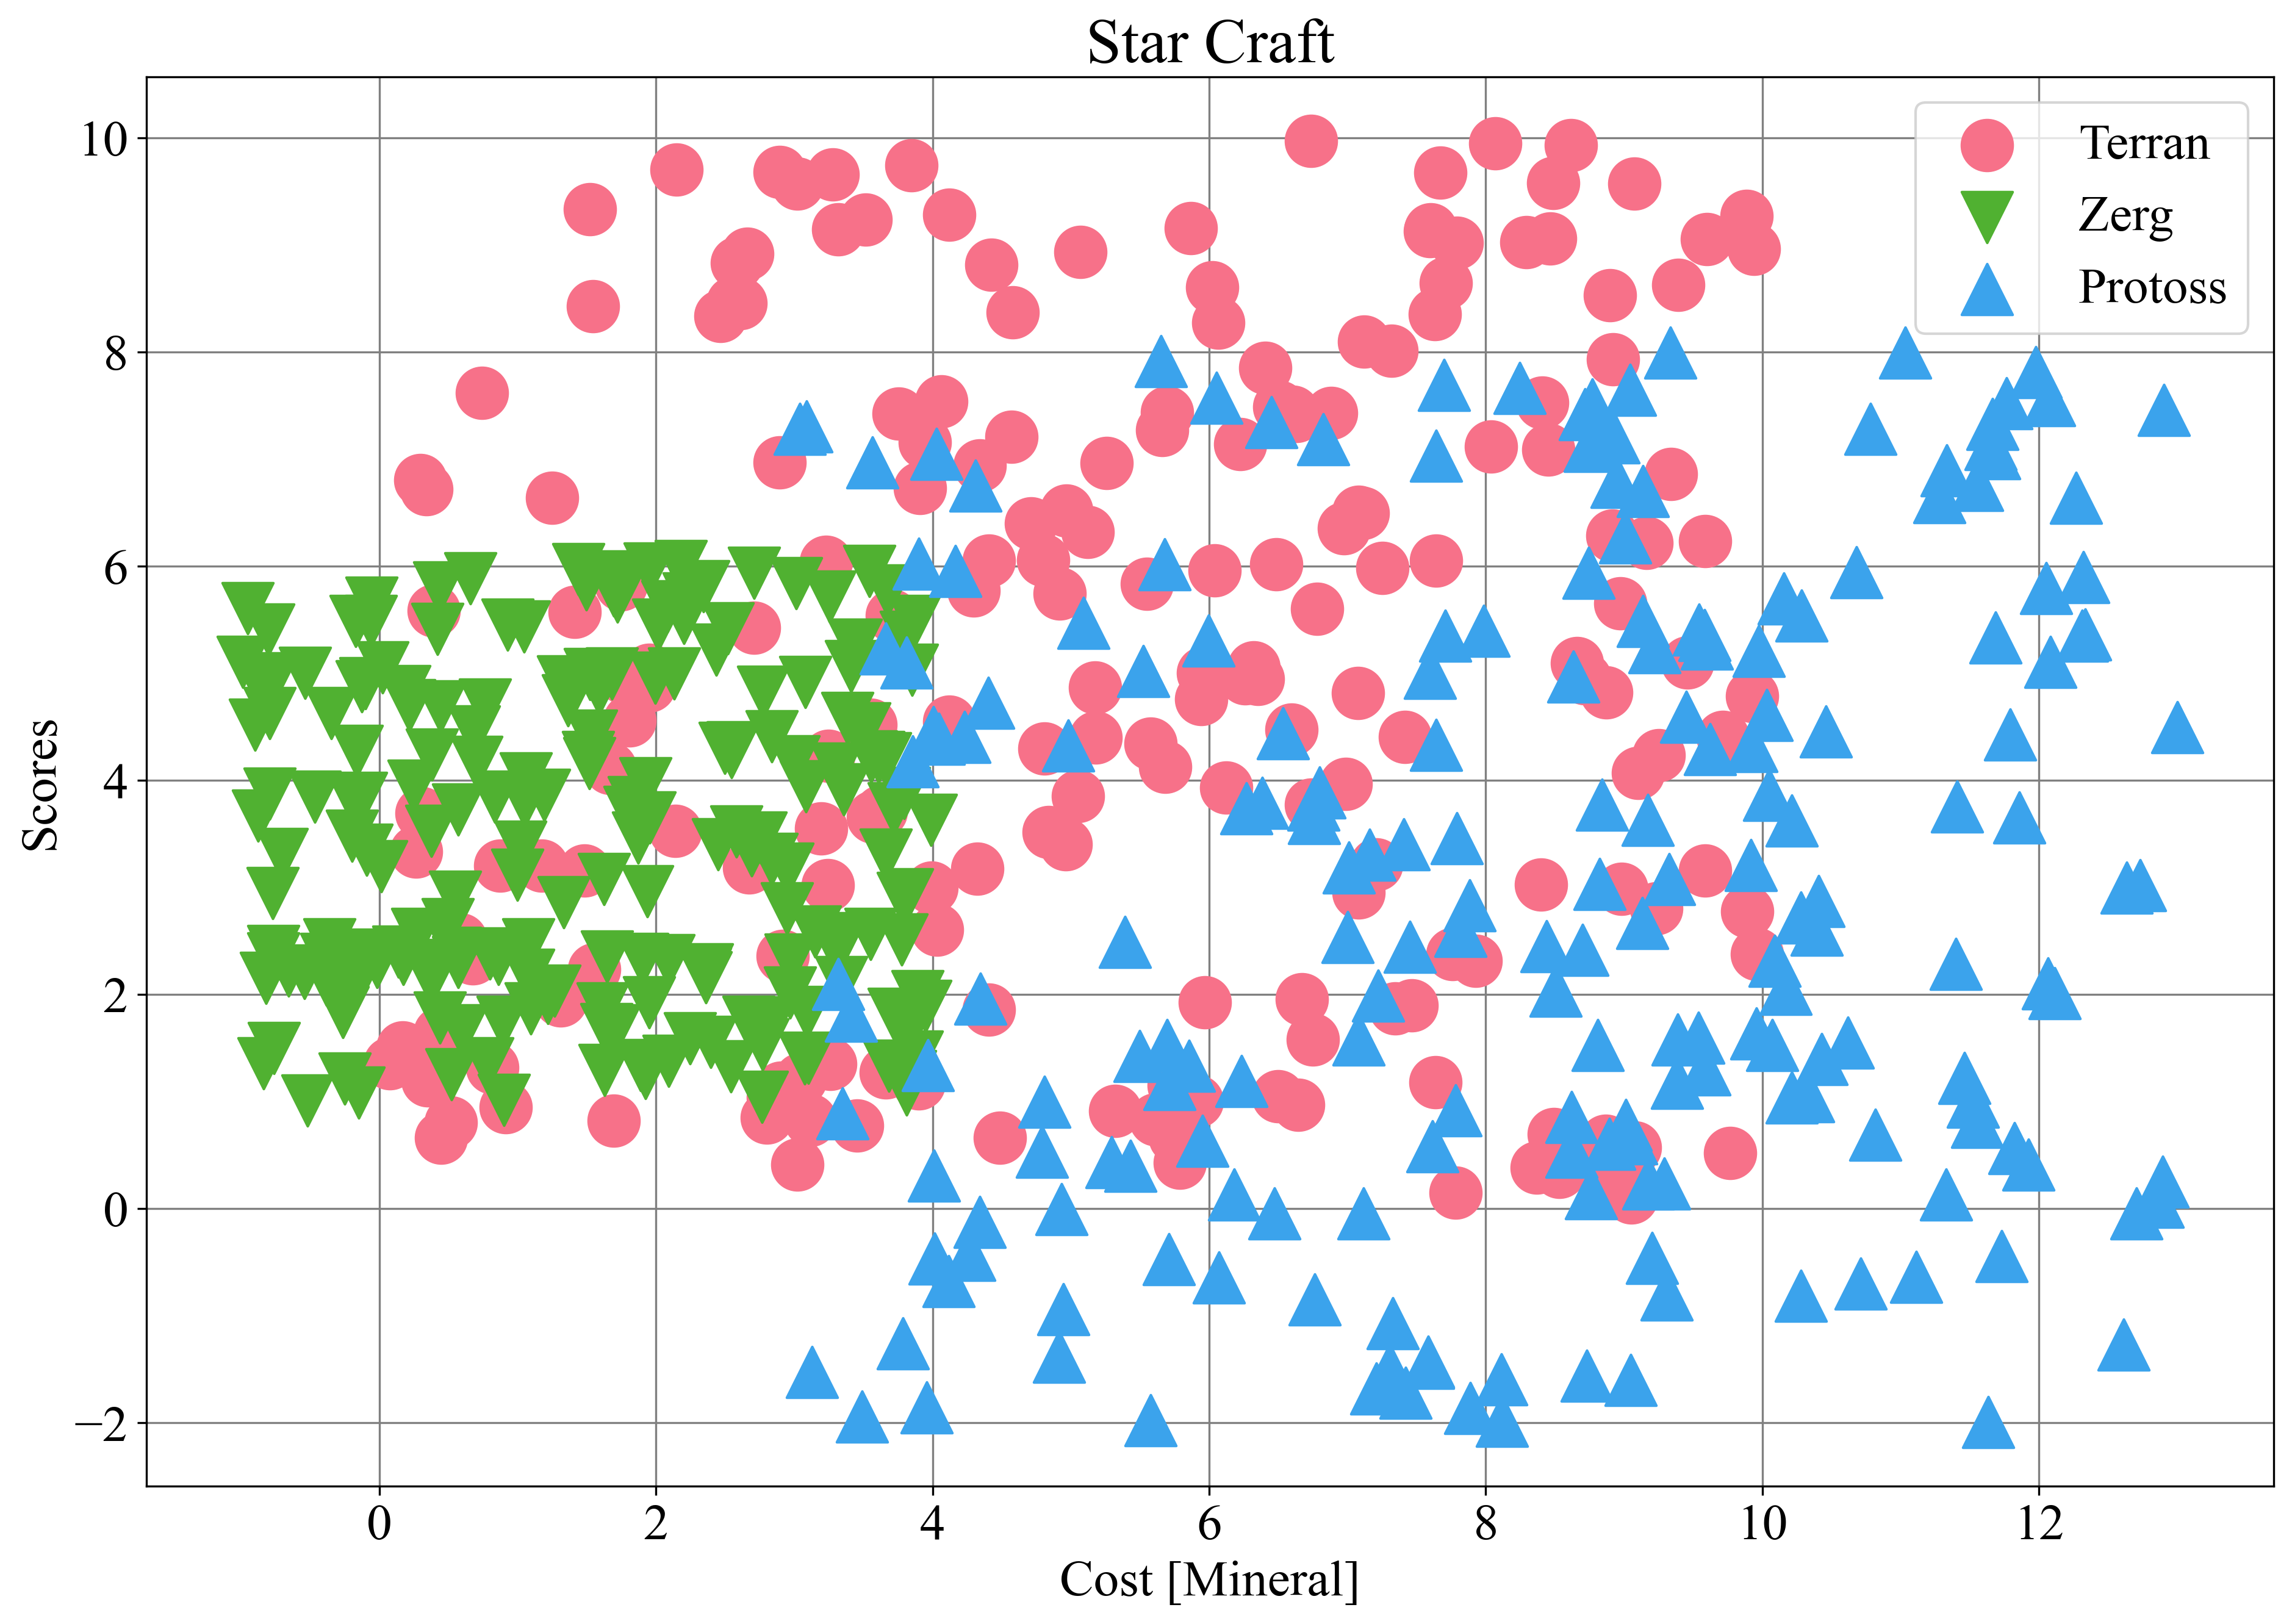 Star Craft
Terran
Zerg
Protoss
Scores
10
8
6
4
2
0
−2
0 2 4 6 8 10 12
Cost [Mineral]